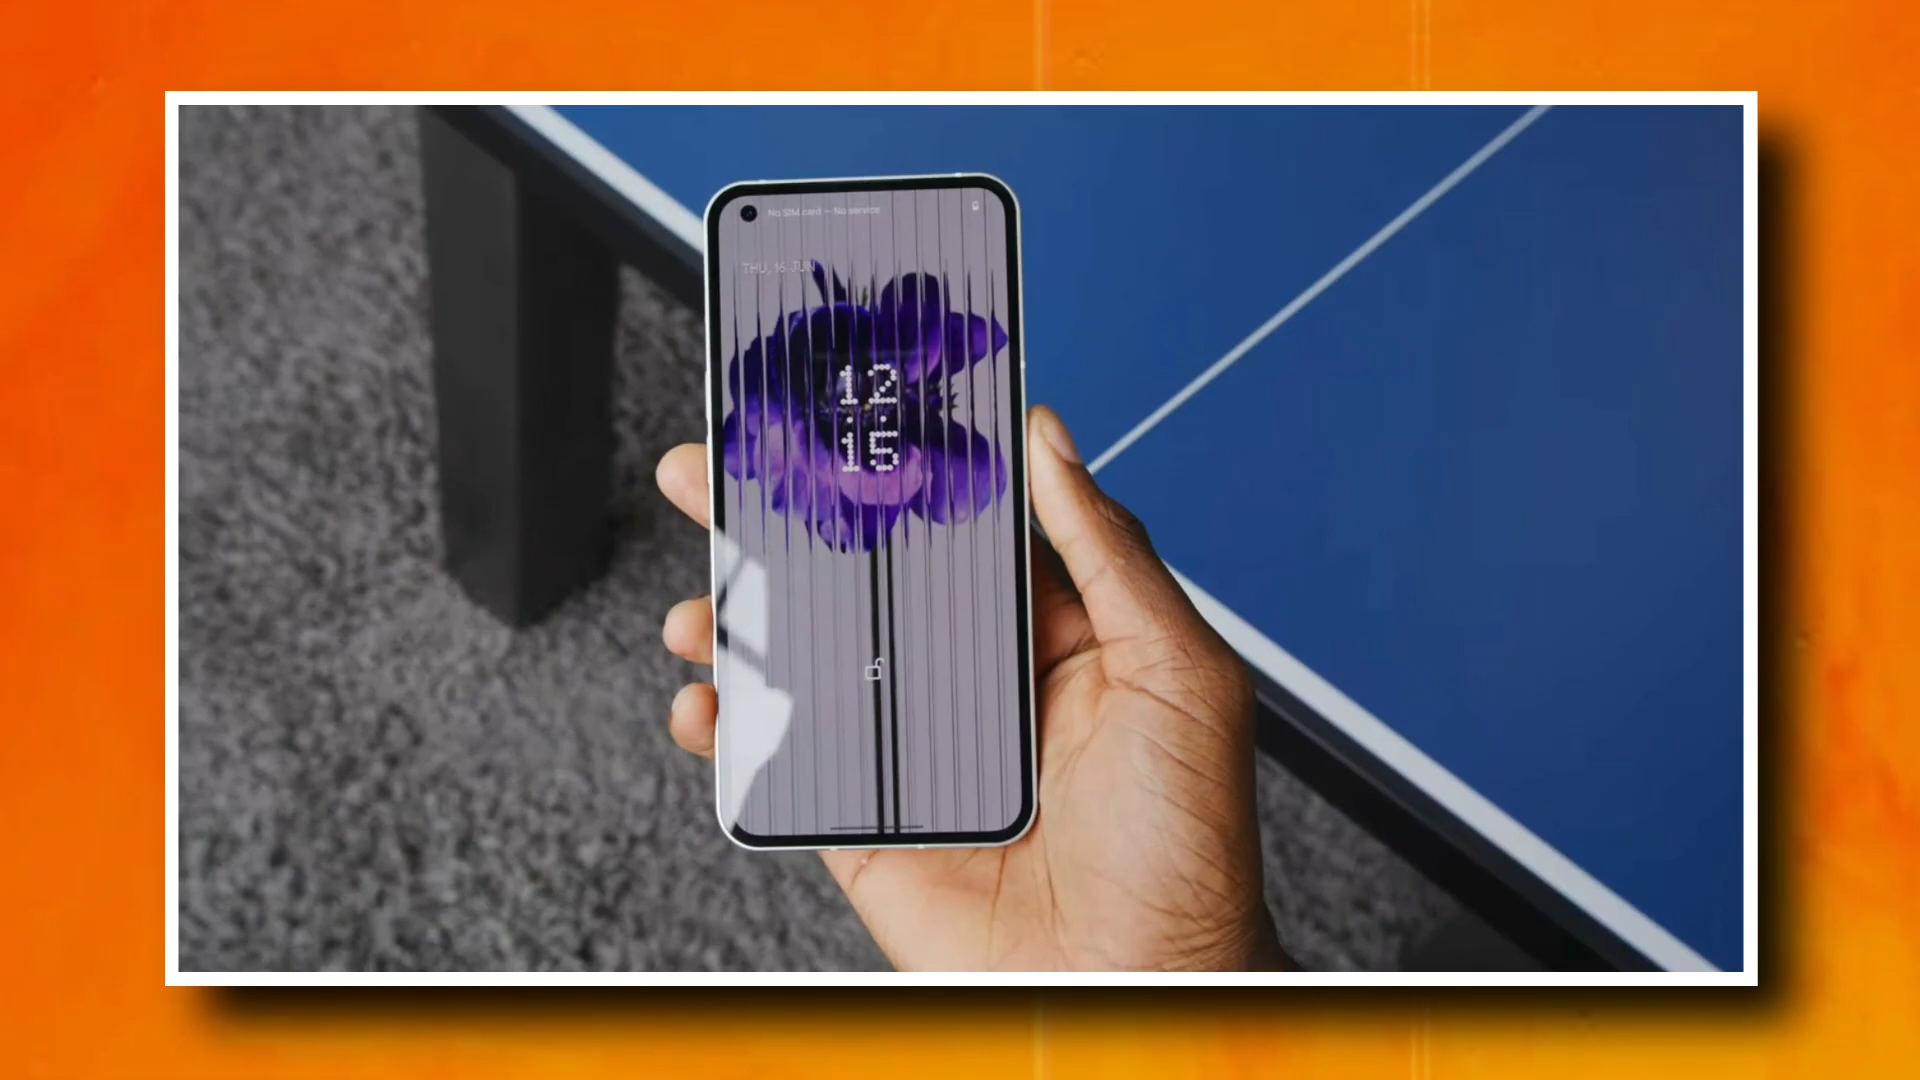 No SIM card — No service
THU, 16 JUN
12
15